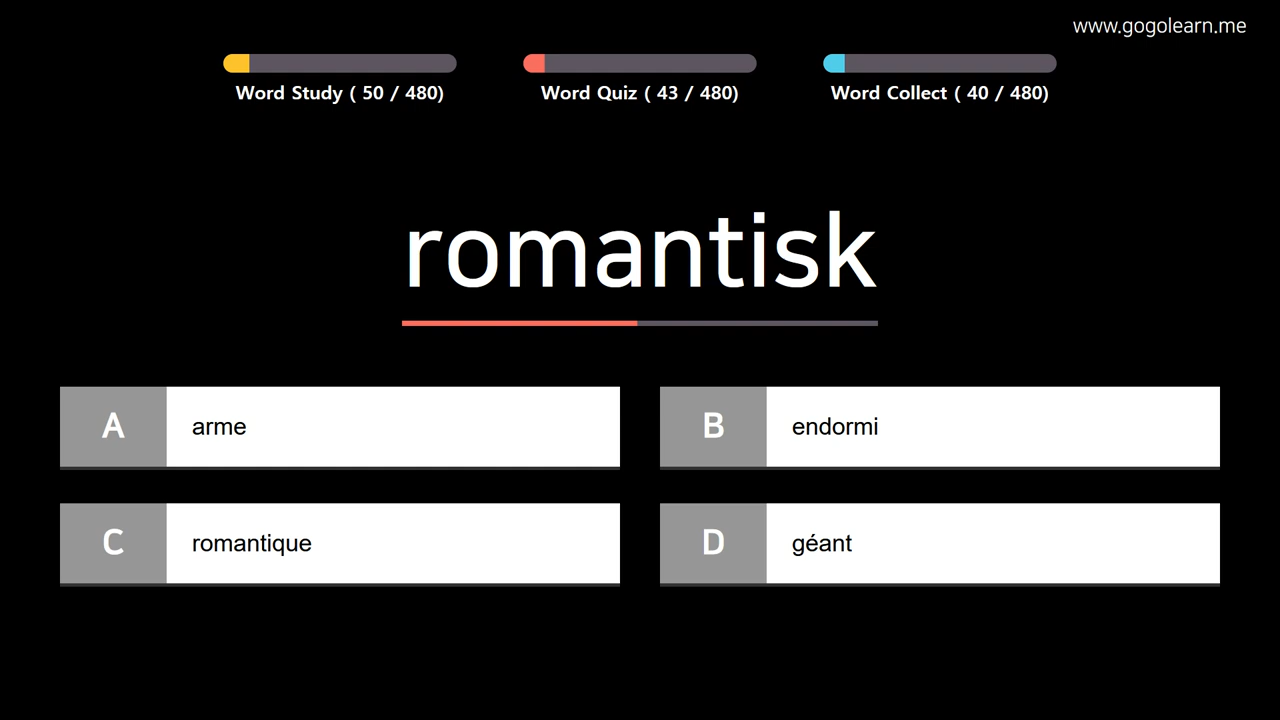 www.gogolearn.me
Word Study ( 50 / 480)
Word Quiz ( 43 / 480)
Word Collect ( 40 / 480)
romantisk
A arme
B endormi
C romantique
D géant